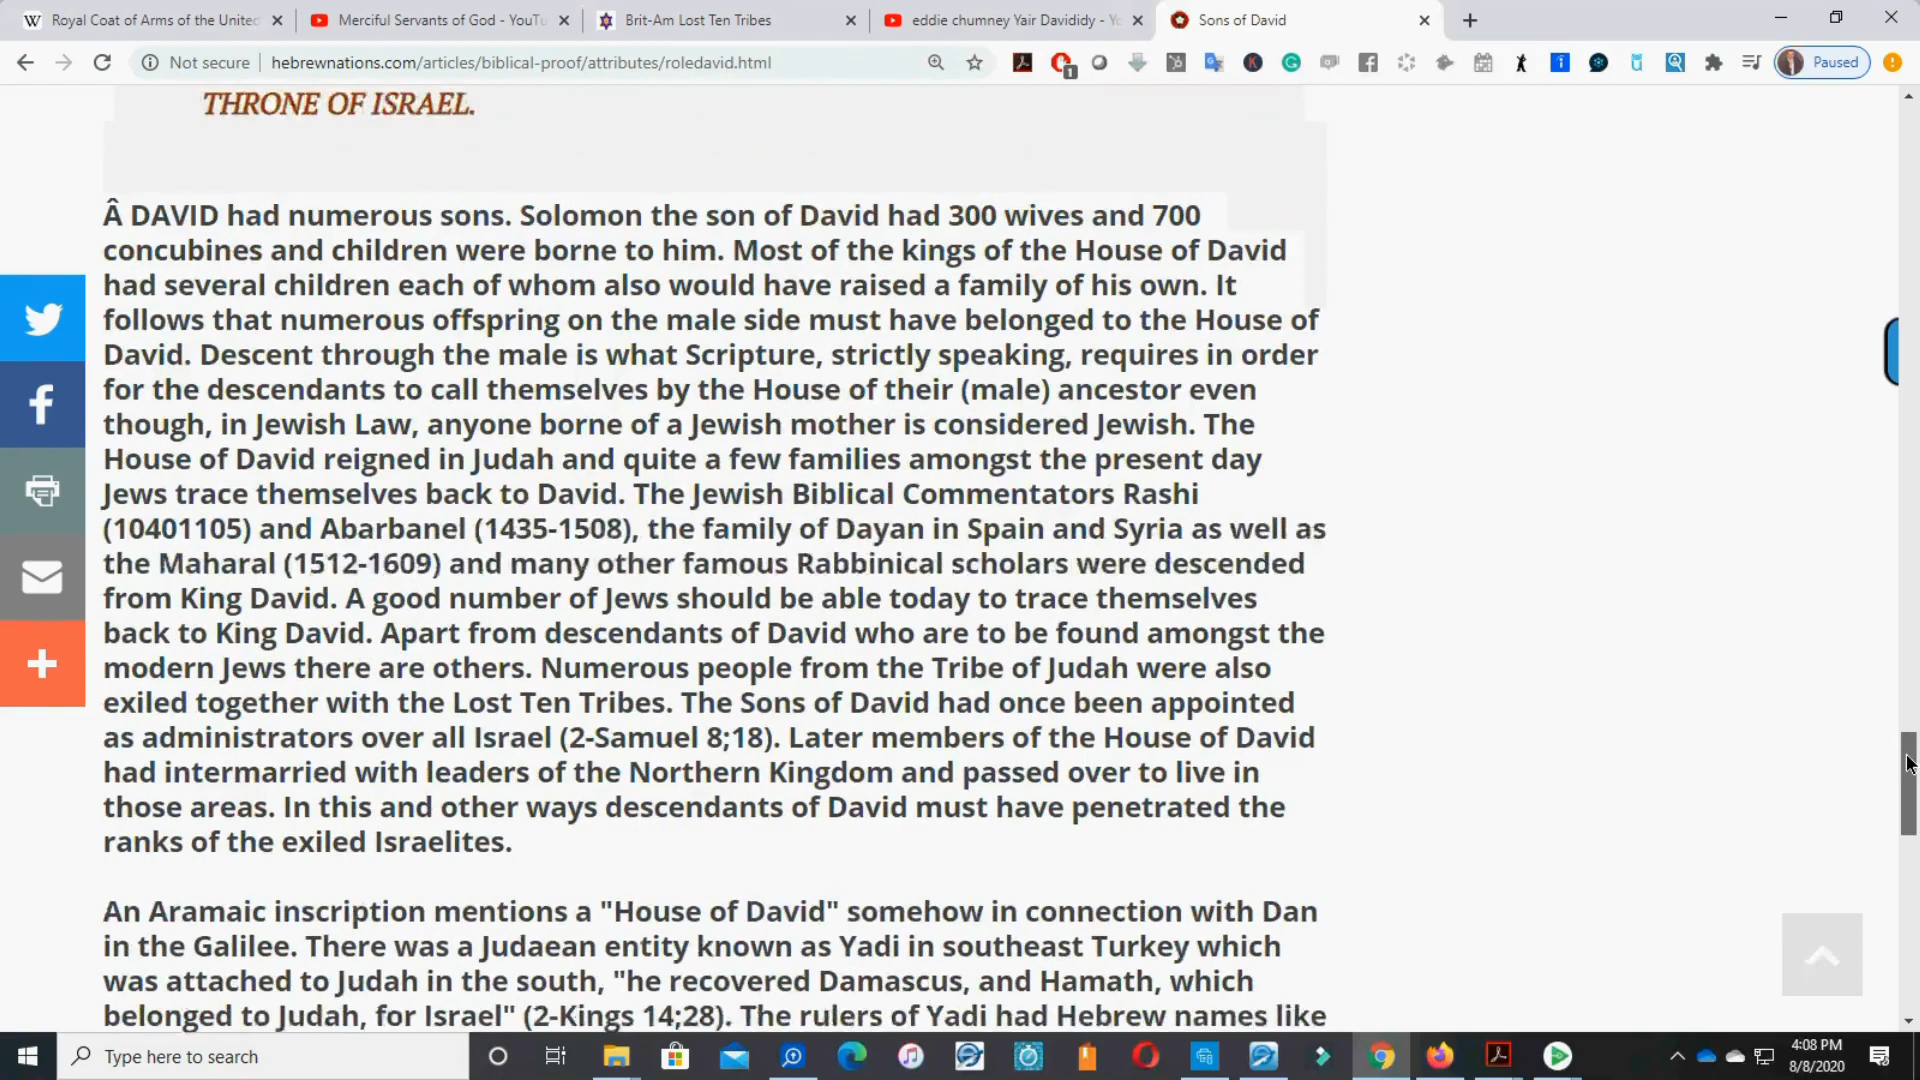 Royal Coat of Arms of the United
Merciful Servants of God - YouTu
Brit-Am Lost Ten Tribes
eddie chumney Yair Davididy - Yo
Sons of David
Not secure
hebrewnations.com/articles/biblical-proof/attributes/roledavid.html
Paused
THRONE OF ISRAEL.
Â DAVID had numerous sons. Solomon the son of David had 300 wives and 700
concubines and children were borne to him. Most of the kings of the House of David
had several children each of whom also would have raised a family of his own. It
follows that numerous offspring on the male side must have belonged to the House of
David. Descent through the male is what Scripture, strictly speaking, requires in order
for the descendants to call themselves by the House of their (male) ancestor even
though, in Jewish Law, anyone borne of a Jewish mother is considered Jewish. The
House of David reigned in Judah and quite a few families amongst the present day
Jews trace themselves back to David. The Jewish Biblical Commentators Rashi
(10401105) and Abarbanel (1435-1508), the family of Dayan in Spain and Syria as well as
the Maharal (1512-1609) and many other famous Rabbinical scholars were descended
from King David. A good number of Jews should be able today to trace themselves
back to King David. Apart from descendants of David who are to be found amongst the
modern Jews there are others. Numerous people from the Tribe of Judah were also
exiled together with the Lost Ten Tribes. The Sons of David had once been appointed
as administrators over all Israel (2-Samuel 8;18). Later members of the House of David
had intermarried with leaders of the Northern Kingdom and passed over to live in
those areas. In this and other ways descendants of David must have penetrated the
ranks of the exiled Israelites.
An Aramaic inscription mentions a "House of David" somehow in connection with Dan
in the Galilee. There was a Judaean entity known as Yadi in southeast Turkey which
was attached to Judah in the south, "he recovered Damascus, and Hamath, which
belonged to Judah, for Israel" (2-Kings 14;28). The rulers of Yadi had Hebrew names like
Type here to search
4:08 PM
8/8/2020